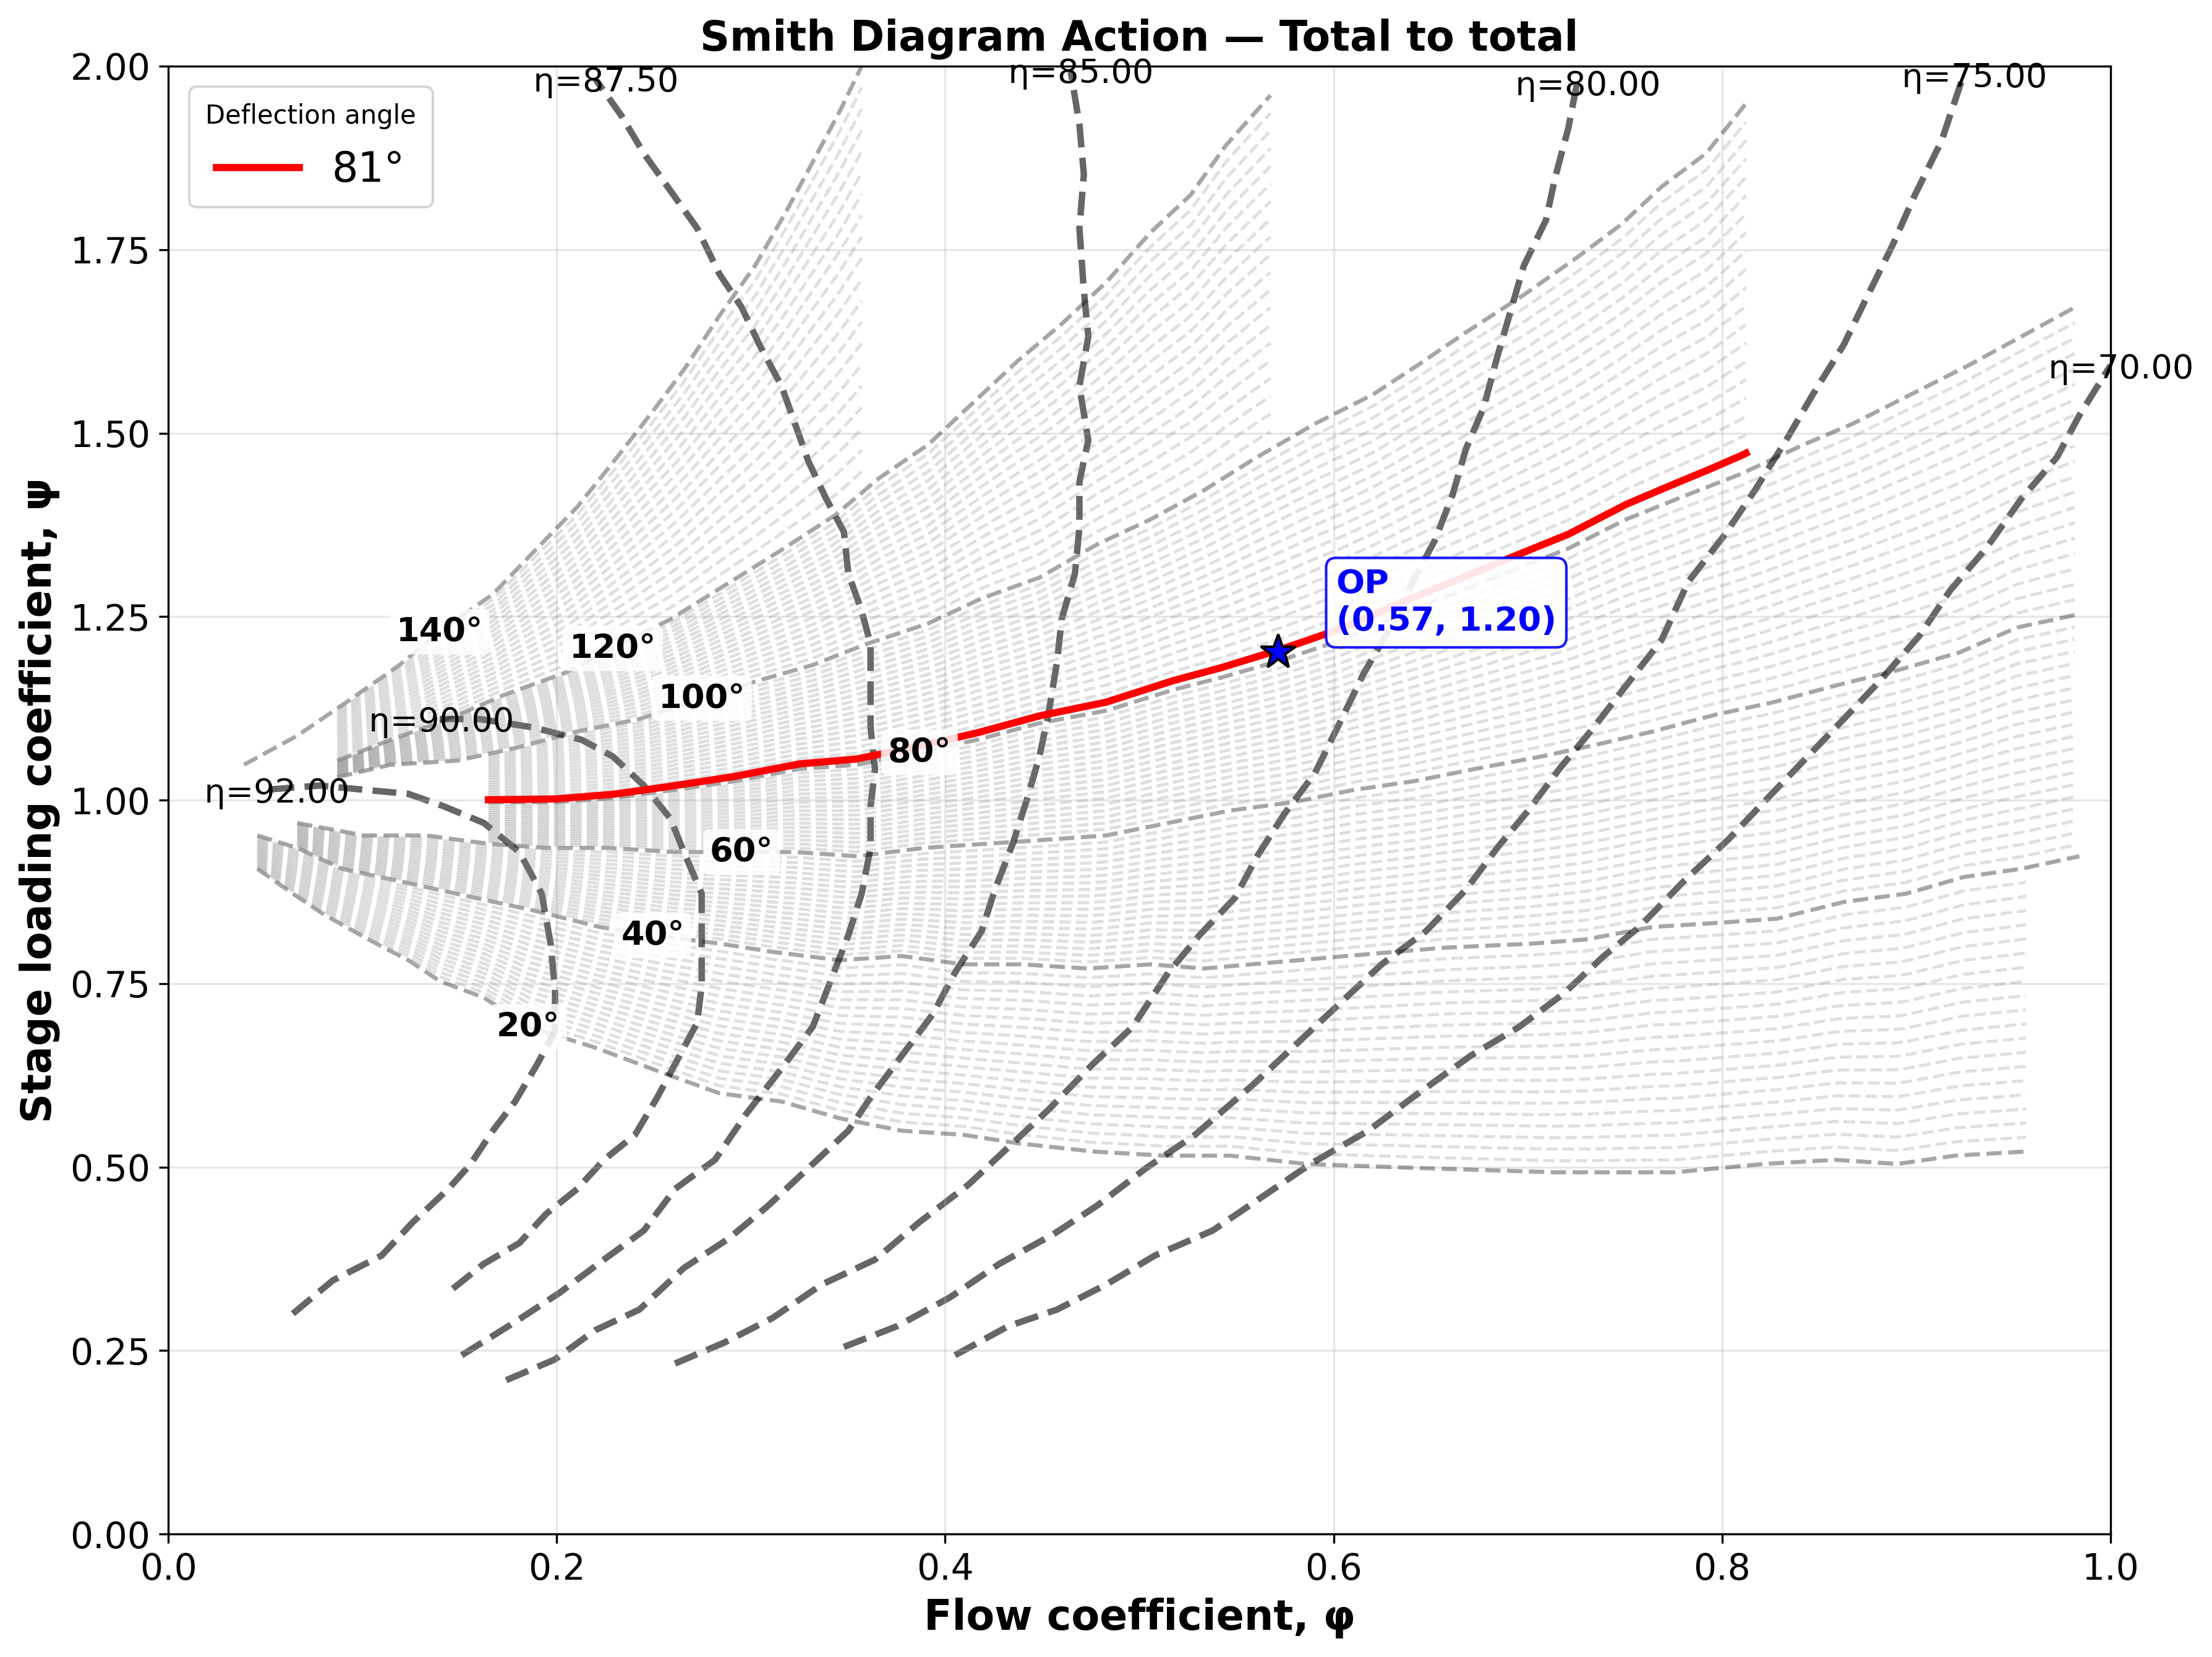 Smith Diagram Action — Total to total
2.00
1.75
1.50
1.25
1.00
0.75
0.50
0.25
0.00
Stage loading coefficient, ψ
Deflection angle
81°
η=87.50
η=85.00
η=80.00
η=75.00
η=70.00
η=90.00
η=92.00
140°
120°
100°
80°
60°
40°
20°
OP
(0.57, 1.20)
0.0
0.2
0.4
0.6
0.8
1.0
Flow coefficient, φ